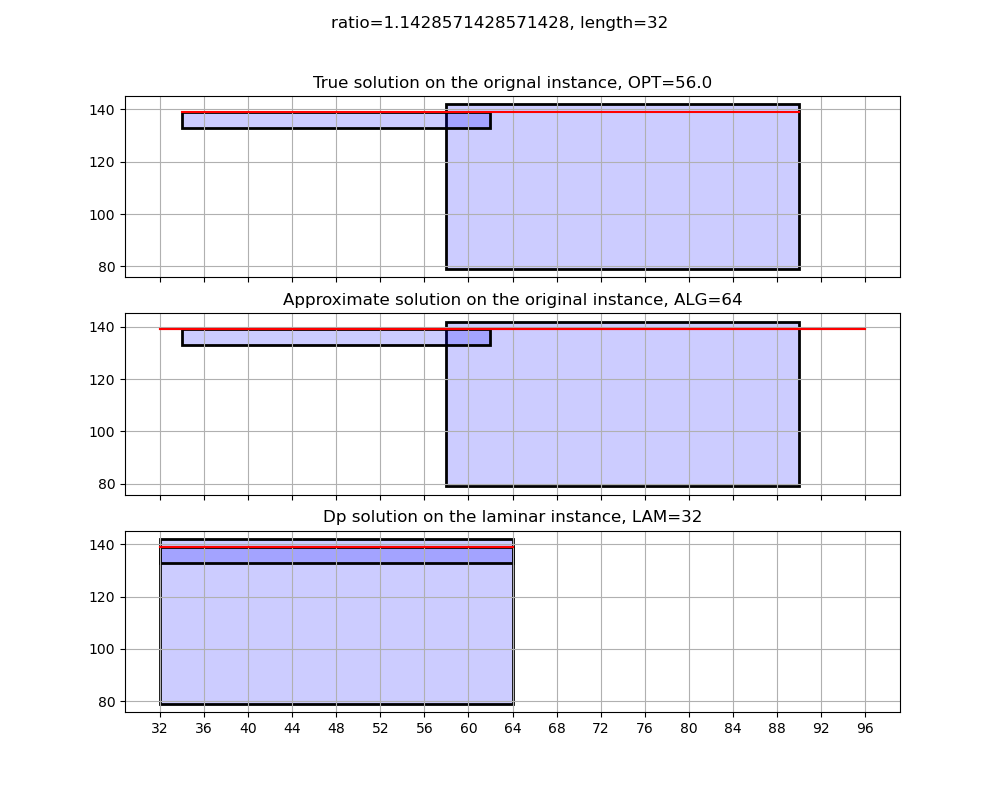 ratio=1.1428571428571428, length=32
True solution on the orignal instance, OPT=56.0
140
120
100
80
Approximate solution on the original instance, ALG=64
140
120
100
80
Dp solution on the laminar instance, LAM=32
140
120
100
80
32 36 40 44 48 52 56 60 64 68 72 76 80 84 88 92 96